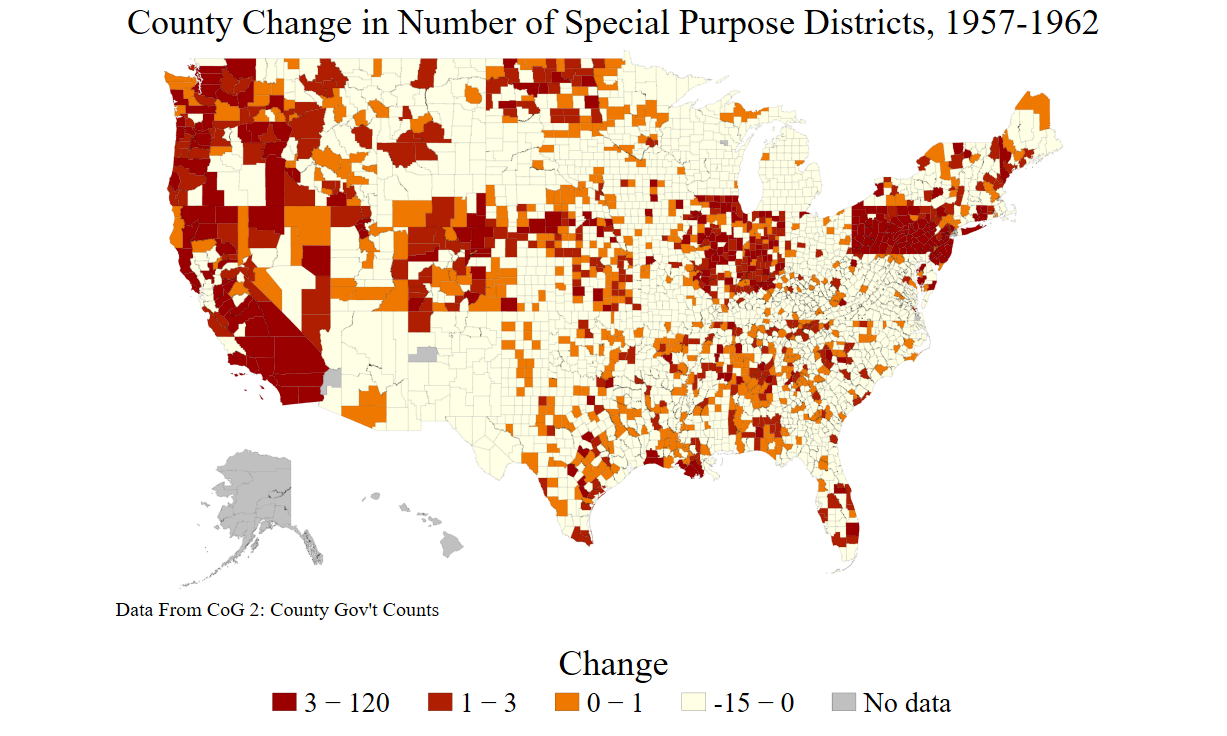 County Change in Number of Special Purpose Districts, 1957-1962
Data From CoG 2: County Gov't Counts
Change
3 − 120
1 − 3
0 − 1
-15 − 0
No data